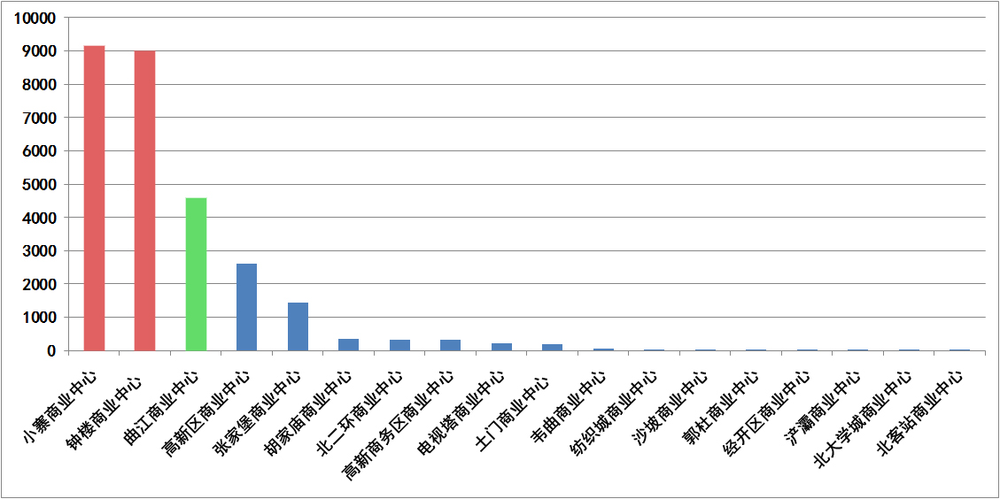 10000
9000
8000
7000
6000
5000
4000
3000
2000
1000
0
小寨商业中心
钟楼商业中心
曲江商业中心
高新区商业中心
张家堡商业中心
胡家庙商业中心
北二环商业中心
高新商务区商业中心
电视塔商业中心
土门商业中心
韦曲商业中心
纺织城商业中心
沙坡商业中心
郭杜商业中心
经开区商业中心
浐灞商业中心
北大学城商业中心
北客站商业中心